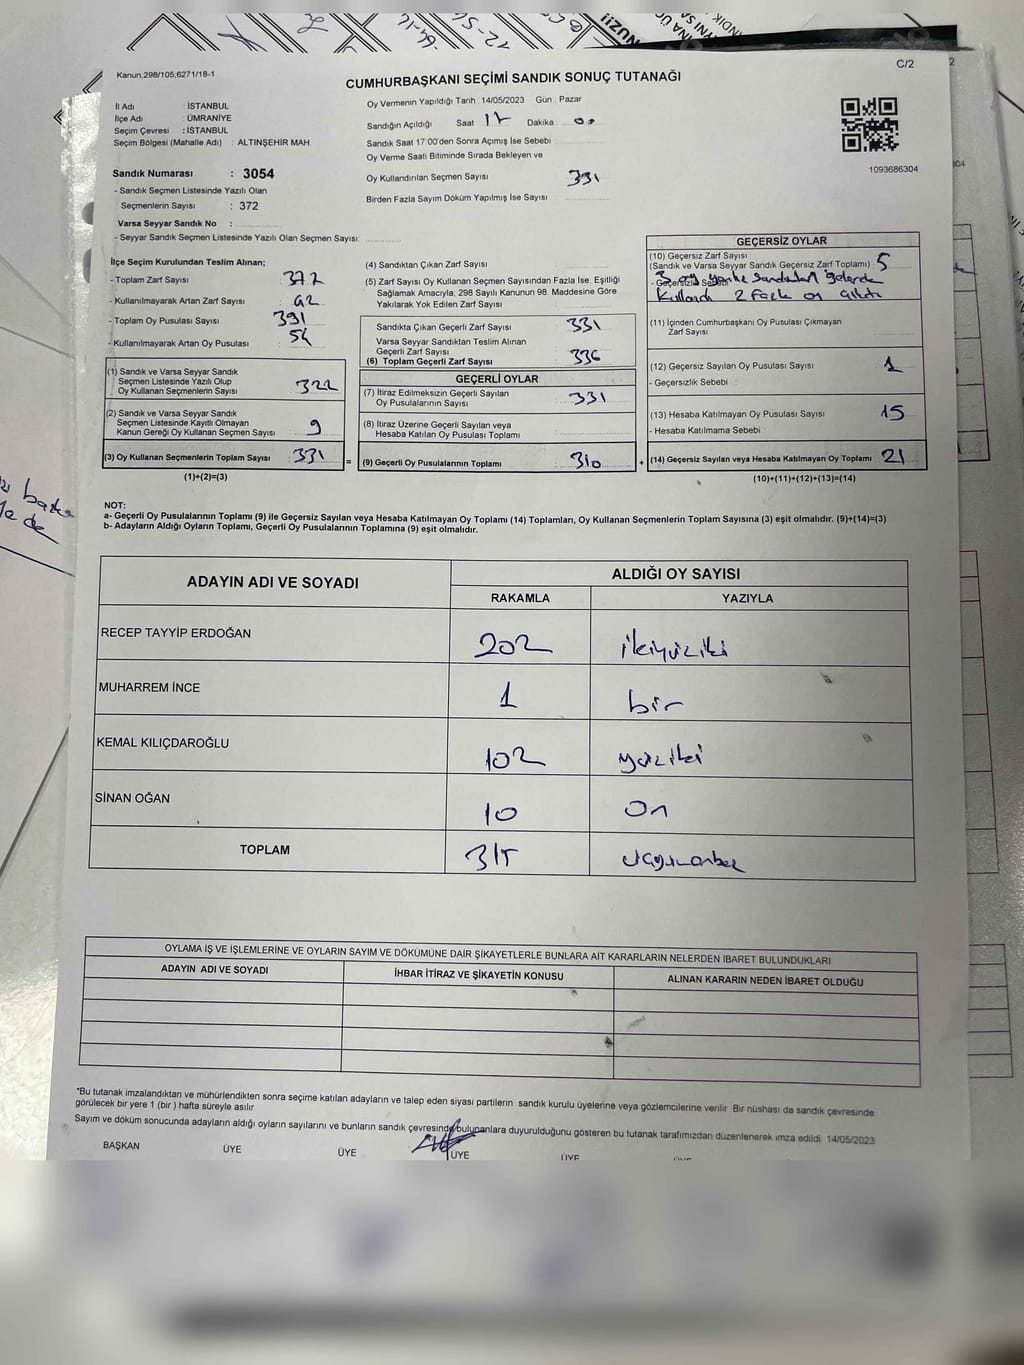 Kanun,298/105,6271/18-1
C/2
CUMHURBAŞKANI SEÇİMİ SANDIK SONUÇ TUTANAĞI
İl Adı : İSTANBUL
İlçe Adı : ÜMRANİYE
Seçim Çevresi : İSTANBUL
Seçim Bölgesi (Mahalle Adı) : ALTINŞEHİR MAH.
Sandık Numarası : 3054
- Sandık Seçmen Listesinde Yazılı Olan
Seçmenlerin Sayısı : 372
Varsa Seyyar Sandık No :
- Seyyar Sandık Seçmen Listesinde Yazılı Olan Seçmen Sayısı:
Oy Vermenin Yapıldığı Tarih 14/05/2023 Gün : Pazar
Sandığın Açıldığı Saat 17 Dakika : 00
Sandık Saat 17:00'den Sonra Açımış İse Sebebi
Oy Verme Saati Bitiminde Sırada Bekleyen ve
Oy Kullandırılan Seçmen Sayısı 331
Birden Fazla Sayım Döküm Yapılmış İse Sayısı
1093686304
İlçe Seçim Kurulundan Teslim Alınan;
- Toplam Zarf Sayısı 372
- Kullanılmayarak Artan Zarf Sayısı 42
- Toplam Oy Pusulası Sayısı 391
- Kullanılmayarak Artan Oy Pusulası 54
(1) Sandık ve Varsa Seyyar Sandık
Seçmen Listesinde Yazılı Olup
Oy Kullanan Seçmenlerin Sayısı 322
(2) Sandık ve Varsa Seyyar Sandık
Seçmen Listesinde Kayıtlı Olmayan
Kanun Gereği Oy Kullanan Seçmen Sayısı 9
(3) Oy Kullanan Seçmenlerin Toplam Sayısı : 331
(1)+(2)=(3)
(4) Sandıktan Çıkan Zarf Sayısı
(5) Zarf Sayısı Oy Kullanan Seçmen Sayısından Fazla İse, Eşitliği
Sağlamak Amacıyla, 298 Sayılı Kanunun 98. Maddesine Göre
Yakılarak Yok Edilen Zarf Sayısı
Sandıkta Çıkan Geçerli Zarf Sayısı 331
Varsa Seyyar Sandıktan Teslim Alınan
Geçerli Zarf Sayısı
(6) Toplam Geçerli Zarf Sayısı 336
GEÇERLİ OYLAR
(7) İtiraz Edilmeksizin Geçerli Sayılan
Oy Pusulalarının Sayısı 331
(8) İtiraz Üzerine Geçerli Sayılan veya
Hesaba Katılan Oy Pusulası Toplamı
= (9) Geçerli Oy Pusulalarının Toplamı 310 +
GEÇERSİZ OYLAR
(10) Geçersiz Zarf Sayısı
(Sandık ve Varsa Seyyar Sandık Geçersiz Zarf Toplamı) 5
- Geçersizlik Sebebi
3 oy
2 fazla oy
(11) İçinden Cumhurbaşkanı Oy Pusulası Çıkmayan
Zarf Sayısı
(12) Geçersiz Sayılan Oy Pusulası Sayısı 1
- Geçersizlik Sebebi
(13) Hesaba Katılmayan Oy Pusulası Sayısı 15
- Hesaba Katılmama Sebebi
(14) Geçersiz Sayılan veya Hesaba Katılmayan Oy Toplamı 21
(10)+(11)+(12)+(13)=(14)
NOT:
a- Geçerli Oy Pusulalarının Toplamı (9) ile Geçersiz Sayılan veya Hesaba Katılmayan Oy Toplamı (14) Toplamları, Oy Kullanan Seçmenlerin Toplam Sayısına (3) eşit olmalıdır. (9)+(14)=(3)
b- Adayların Aldığı Oyların Toplamı, Geçerli Oy Pusulalarının Toplamına (9) eşit olmalıdır.
ADAYIN ADI VE SOYADI
ALDIĞI OY SAYISI
RAKAMLA YAZIYLA
RECEP TAYYİP ERDOĞAN 202 ikiyüziki
MUHARREM İNCE 1 bir
KEMAL KILIÇDAROĞLU 102 yüziki
SİNAN OĞAN 10 On
TOPLAM 315
OYLAMA İŞ VE İŞLEMLERİNE VE OYLARIN SAYIM VE DÖKÜMÜNE DAİR ŞİKAYETLERLE BUNLARA AİT KARARLARIN NELERDEN İBARET BULUNDUKLARI
ADAYIN ADI VE SOYADI İHBAR İTİRAZ VE ŞİKAYETİN KONUSU ALINAN KARARIN NEDEN İBARET OLDUĞU
*Bu tutanak imzalandıktan ve mühürlendikten sonra seçime katılan adayların ve talep eden siyasi partilerin sandık kurulu üyelerine veya gözlemcilerine verilir. Bir nüshası da sandık çevresinde
görülecek bir yere 1 (bir ) hafta süreyle asılır.
Sayım ve döküm sonucunda adayların aldığı oyların sayılarını ve bunların sandık çevresinde bulunanlara duyurulduğunu gösteren bu tutanak tarafımızdan düzenlenerek imza edildi. 14/05/2023
BAŞKAN ÜYE ÜYE ÜYE ÜYE